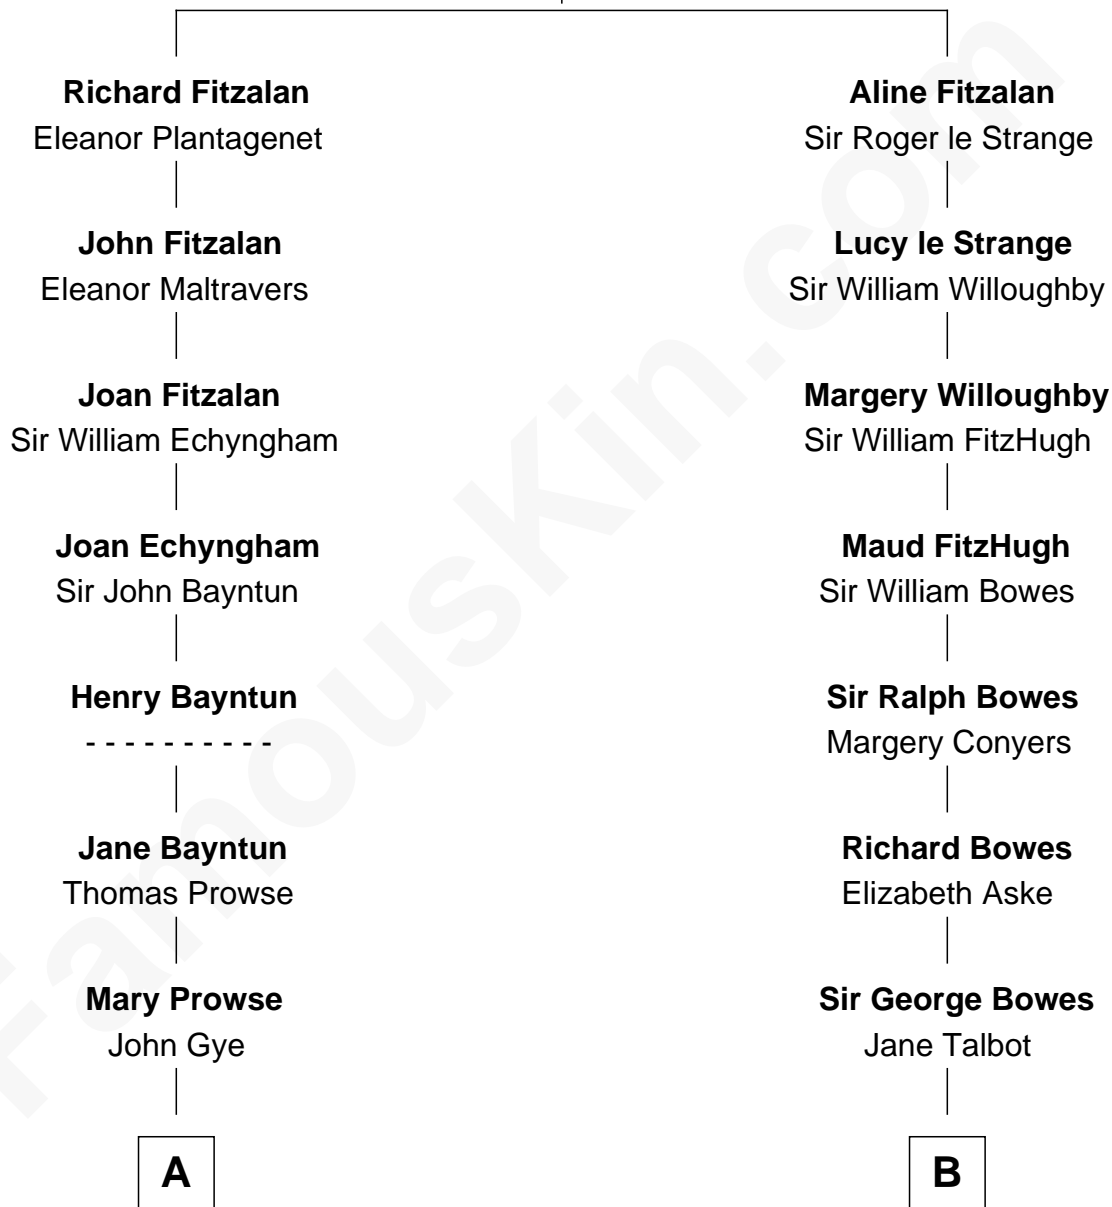 Richard Fitzalan
Eleanor Plantagenet
John Fitzalan
Eleanor Maltravers
Joan Fitzalan
Sir William Echyngham
Joan Echyngham
Sir John Bayntun
Henry Bayntun
- - - - - - - - - -
Jane Bayntun
Thomas Prowse
Mary Prowse
John Gye
A
Aline Fitzalan
Sir Roger le Strange
Lucy le Strange
Sir William Willoughby
Margery Willoughby
Sir William FitzHugh
Maud FitzHugh
Sir William Bowes
Sir Ralph Bowes
Margery Conyers
Richard Bowes
Elizabeth Aske
Sir George Bowes
Jane Talbot
B
FamousKin.com